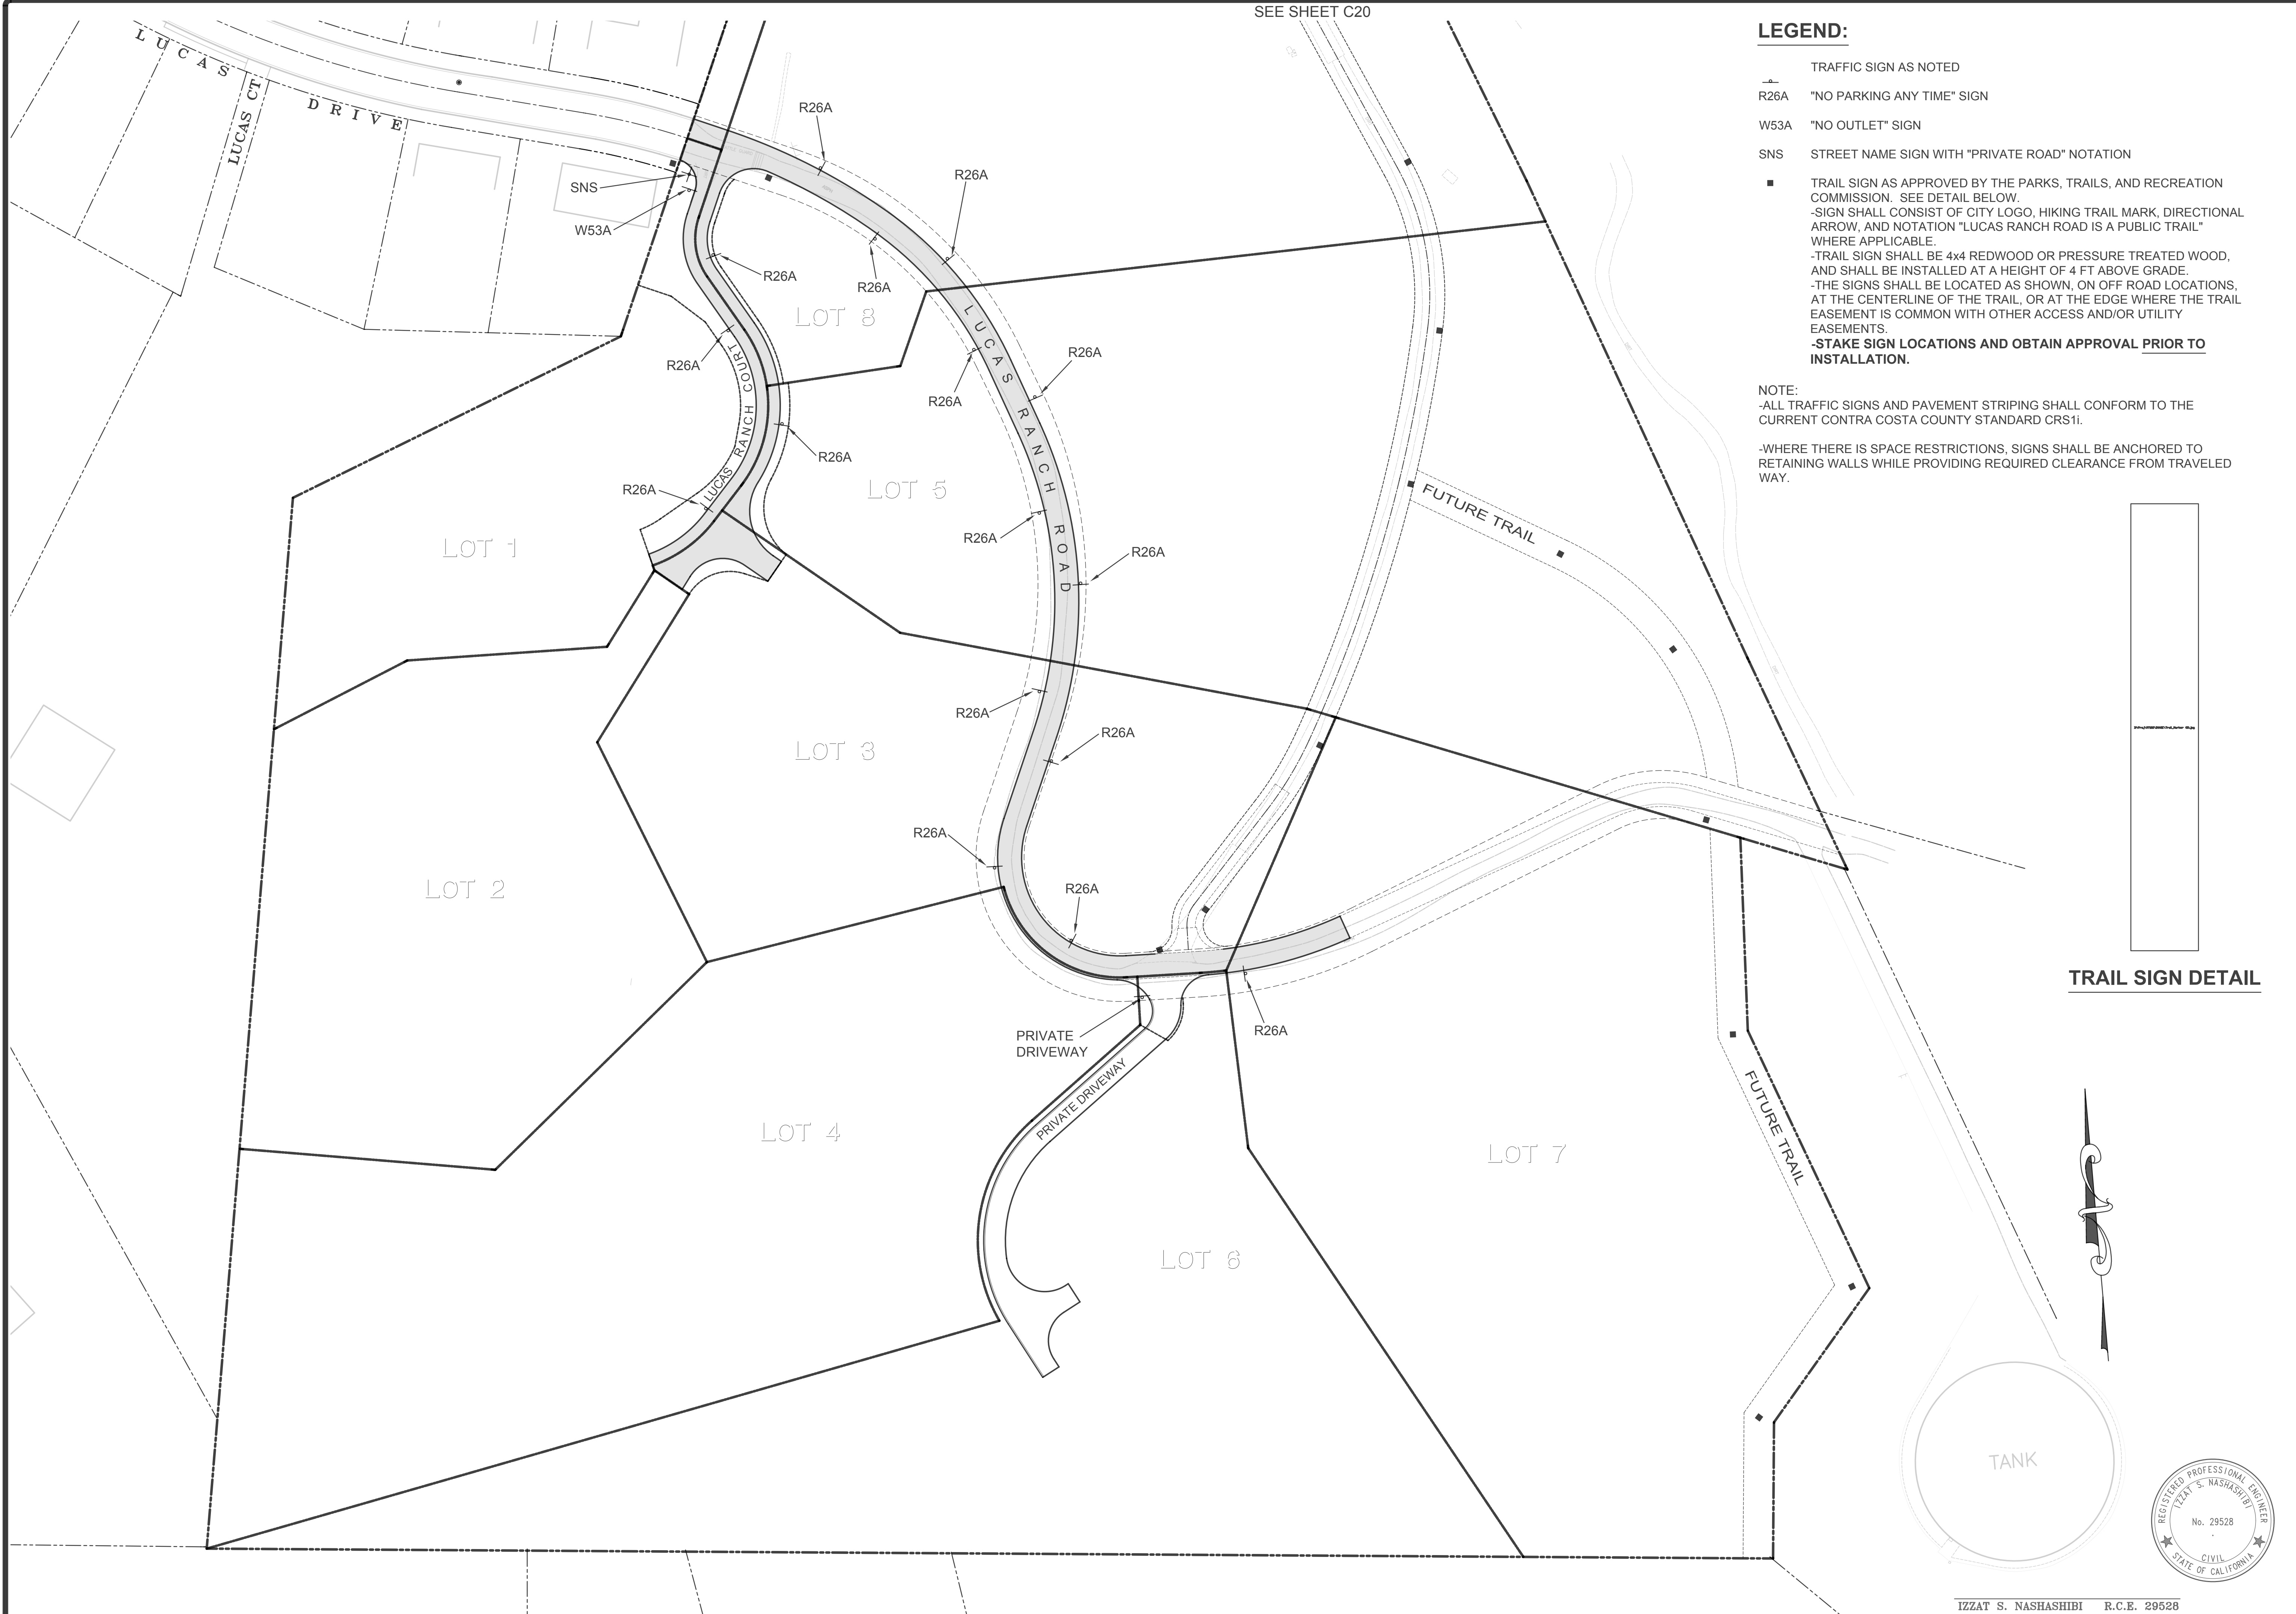 SEE SHEET C20
LUCAS DRIVE
LUCAS CT
R26A
R26A
SNS
W53A
R26A
R26A
LOT 8
R26A
LUCAS RANCH COURT
LUCAS RANCH ROAD
R26A
R26A
R26A
R26A
LOT 5
LOT 1
R26A
R26A
R26A
LOT 3
R26A
R26A
LOT 2
R26A
FUTURE TRAIL
PRIVATE
DRIVEWAY
R26A
PRIVATE DRIVEWAY
LOT 4
LOT 7
FUTURE TRAIL
LOT 6
LEGEND:
TRAFFIC SIGN AS NOTED
R26A "NO PARKING ANY TIME" SIGN
W53A "NO OUTLET" SIGN
SNS STREET NAME SIGN WITH "PRIVATE ROAD" NOTATION
TRAIL SIGN AS APPROVED BY THE PARKS, TRAILS, AND RECREATION
COMMISSION. SEE DETAIL BELOW.
-SIGN SHALL CONSIST OF CITY LOGO, HIKING TRAIL MARK, DIRECTIONAL
ARROW, AND NOTATION "LUCAS RANCH ROAD IS A PUBLIC TRAIL"
WHERE APPLICABLE.
-TRAIL SIGN SHALL BE 4x4 REDWOOD OR PRESSURE TREATED WOOD,
AND SHALL BE INSTALLED AT A HEIGHT OF 4 FT ABOVE GRADE.
-THE SIGNS SHALL BE LOCATED AS SHOWN, ON OFF ROAD LOCATIONS,
AT THE CENTERLINE OF THE TRAIL, OR AT THE EDGE WHERE THE TRAIL
EASEMENT IS COMMON WITH OTHER ACCESS AND/OR UTILITY
EASEMENTS.
-STAKE SIGN LOCATIONS AND OBTAIN APPROVAL PRIOR TO
INSTALLATION.
NOTE:
-ALL TRAFFIC SIGNS AND PAVEMENT STRIPING SHALL CONFORM TO THE
CURRENT CONTRA COSTA COUNTY STANDARD CRS1i.
-WHERE THERE IS SPACE RESTRICTIONS, SIGNS SHALL BE ANCHORED TO
RETAINING WALLS WHILE PROVIDING REQUIRED CLEARANCE FROM TRAVELED
WAY.
TRAIL SIGN DETAIL
TANK
REGISTERED PROFESSIONAL ENGINEER
IZZAT S. NASHASHIBI
No. 29528
CIVIL
STATE OF CALIFORNIA
IZZAT S. NASHASHIBI R.C.E. 29528